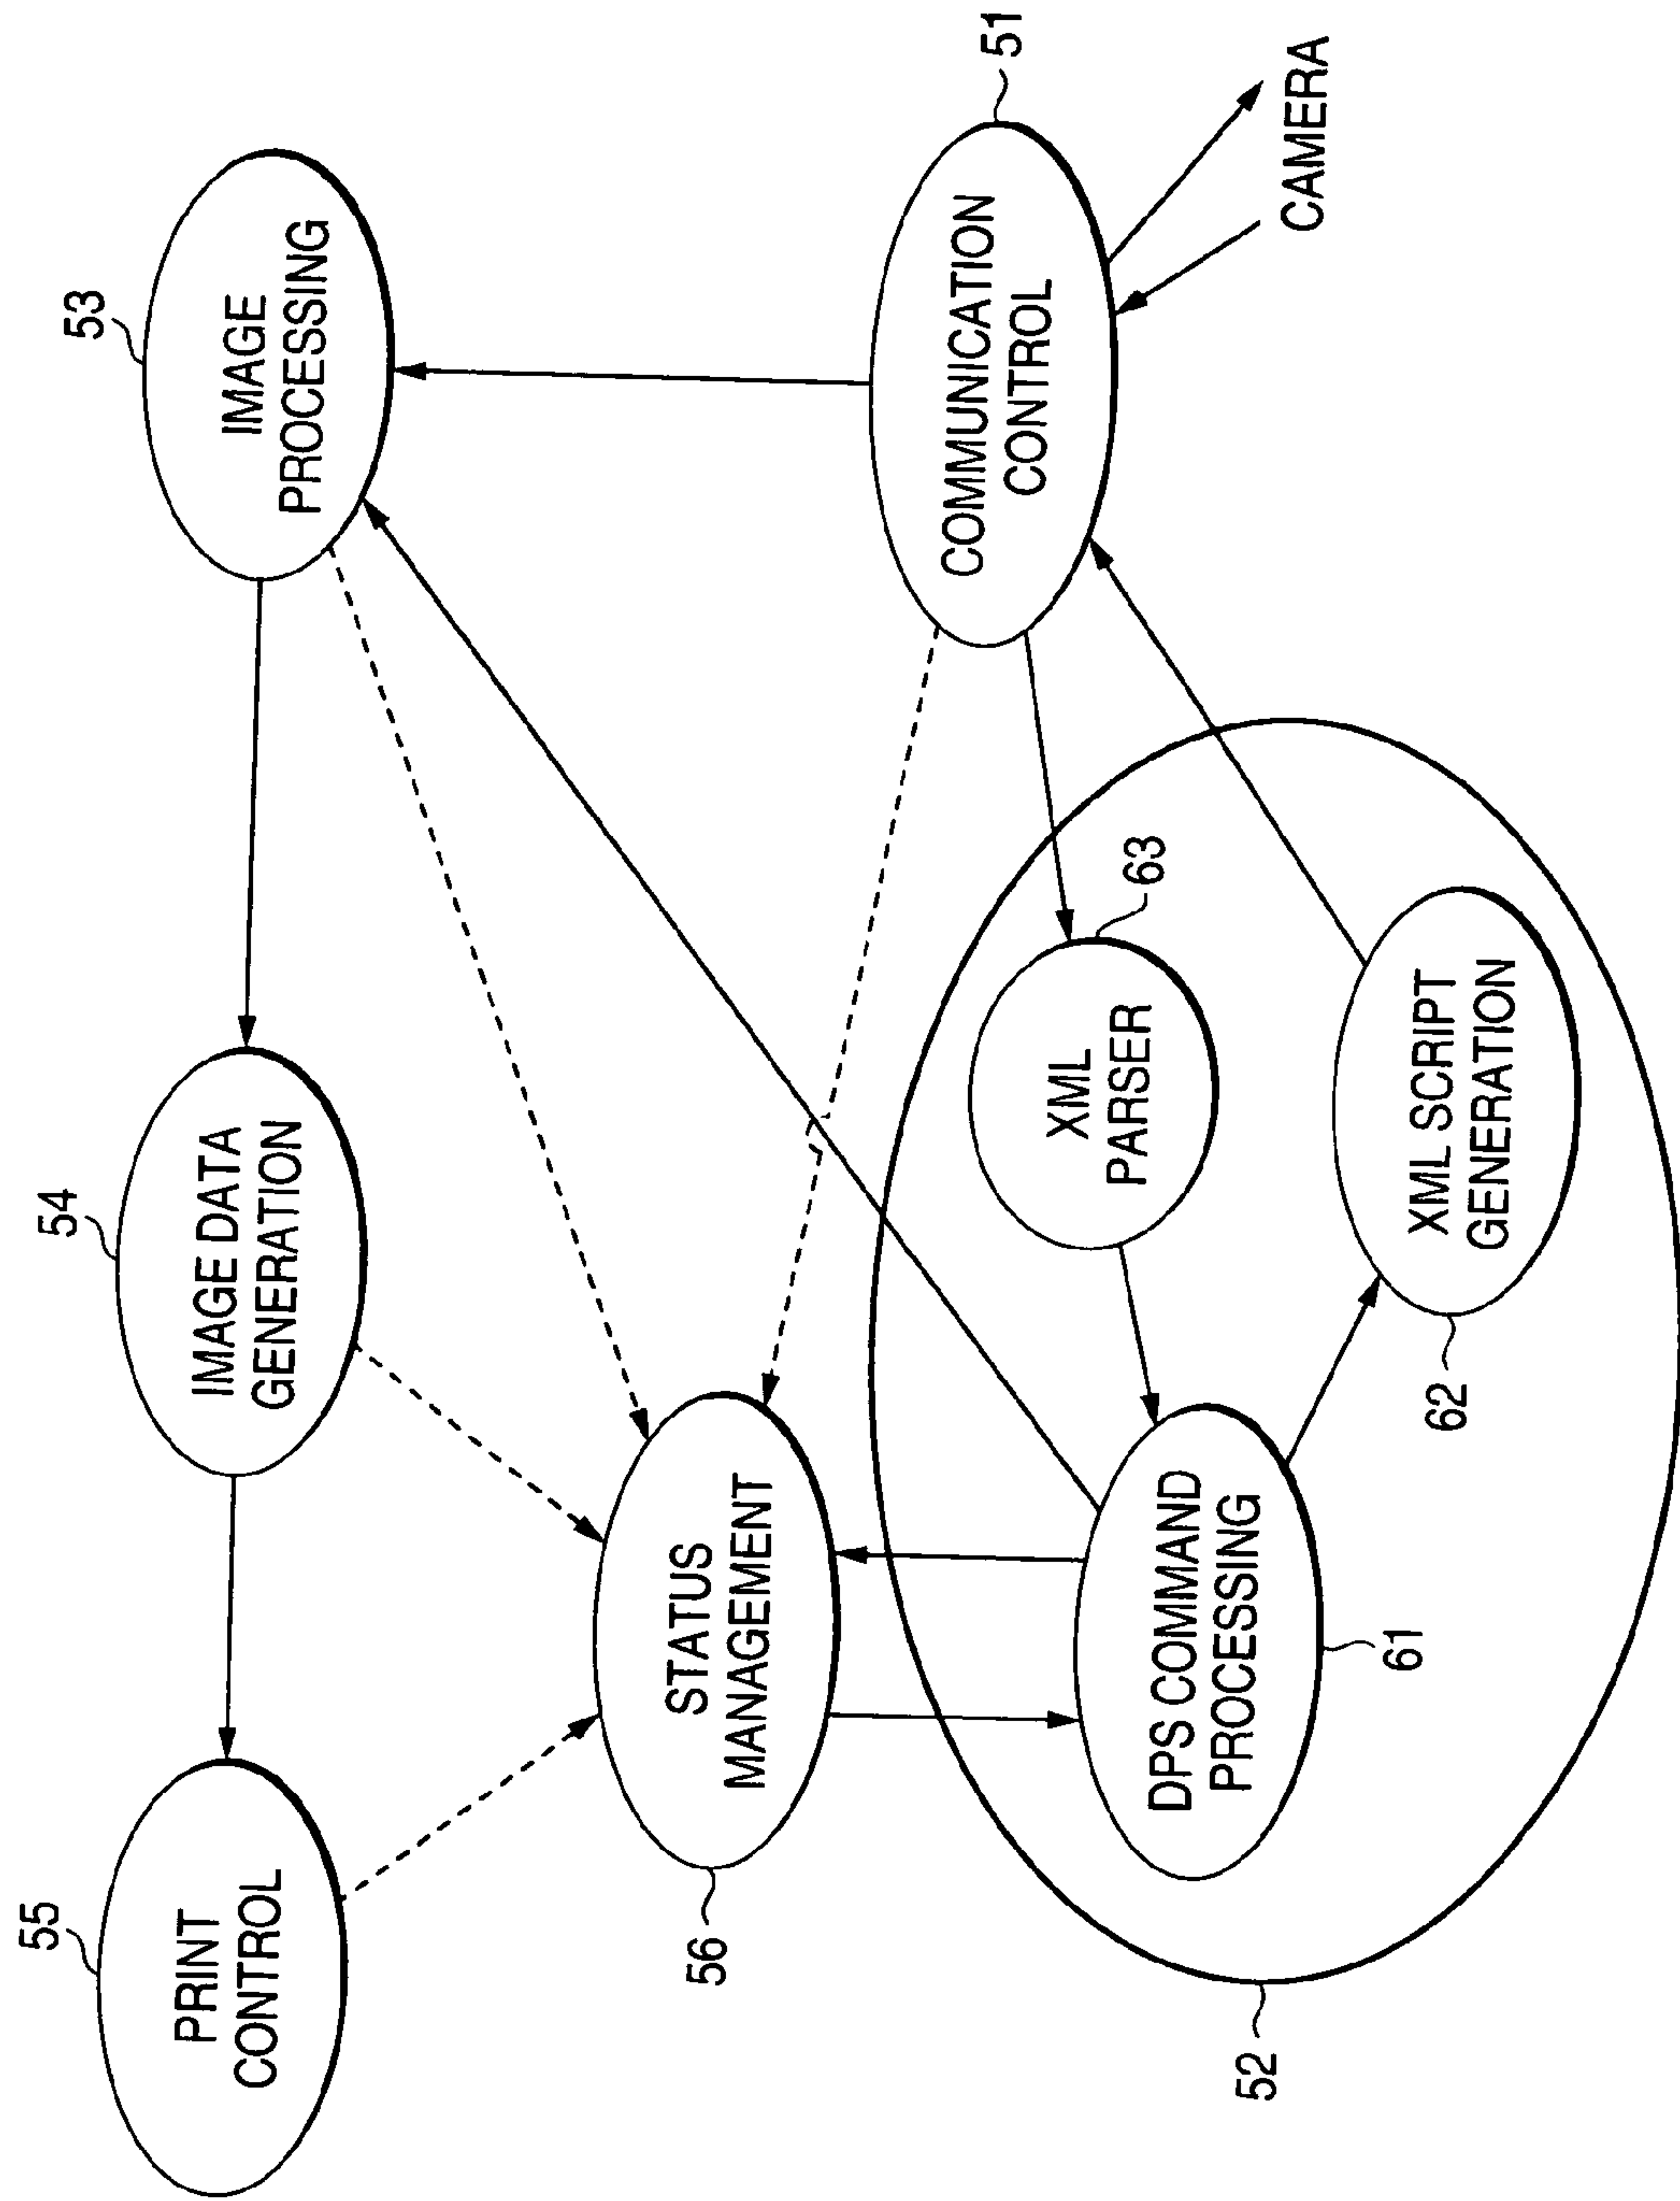 55
PRINT
CONTROL
54
IMAGE DATA
GENERATION
53
IMAGE
PROCESSING
STATUS
MANAGEMENT
56
COMMUNICATION
CONTROL
51
CAMERA
XML
PARSER
63
DPS COMMAND
PROCESSING
61
XML SCRIPT
GENERATION
62
52